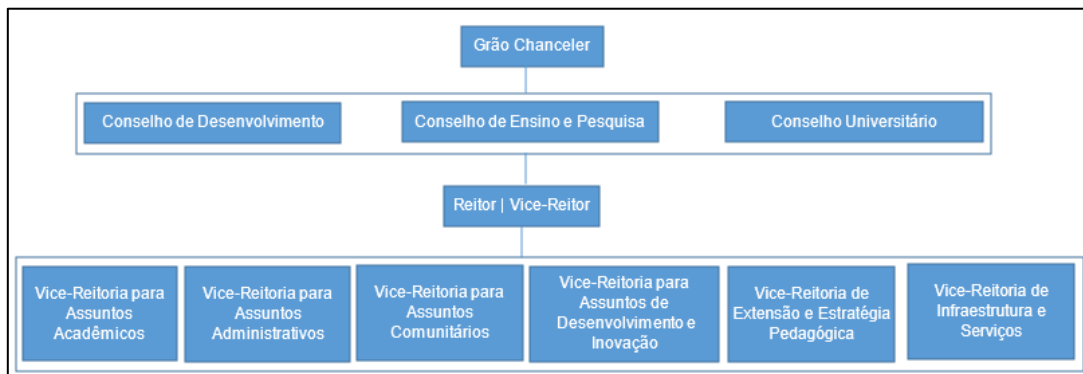 Grão Chanceler
Conselho de Desenvolvimento
Conselho de Ensino e Pesquisa
Conselho Universitário
Reitor | Vice-Reitor
Vice-Reitoria para
Assuntos
Acadêmicos
Vice-Reitoria para
Assuntos
Administrativos
Vice-Reitoria para
Assuntos
Comunitários
Vice-Reitoria para
Assuntos de
Desenvolvimento e
Inovação
Vice-Reitoria de
Extensão e Estratégia
Pedagógica
Vice-Reitoria de
Infraestrutura e
Serviços